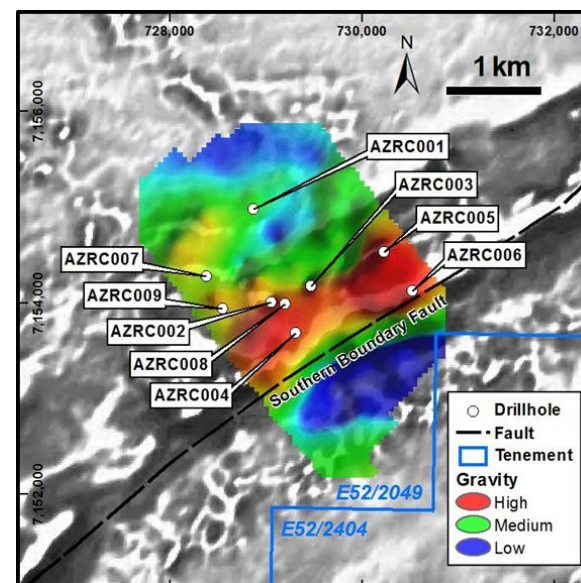 728,000
730,000
732,000
N
1 km
7,156,000
AZRC001
AZRC003
AZRC005
AZRC006
AZRC007
7,154,000
AZRC009
AZRC002
AZRC008
AZRC004
Southern Boundary Fault
7,152,000
E52/2049
E52/2404
Drillhole
Fault
Tenement
Gravity
High
Medium
Low